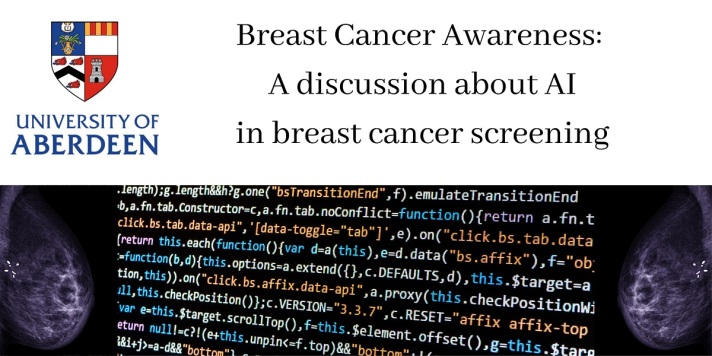 Breast Cancer Awareness:
A discussion about AI
in breast cancer screening
UNIVERSITY OF
ABERDEEN
.length);g.length&&h?g.one("bsTransitionEnd",f).emulateTransitionEnd
b,a.fn.tab.Constructor=c,a.fn.tab.noConflict=function(){return a.fn.t
click.bs.tab.data-api",'[data-toggle="tab"]',e).on("click.bs.tab.data
return this.each(function(){var d=a(this),e=d.data("bs.affix"),f="ob
=function(b,d){this.options=a.extend({},c.DEFAULTS,d),this.$target=a
tion,this)).on("click.bs.affix.data-api",a.proxy(this.checkPositionWi
ull,this.checkPosition()};c.VERSION="3.3.7",c.RESET="affix affix-top
var e=this.$target.scrollTop(),f=this.$element.offset(),g=this.$targ
eturn null!=c?!(e+this.unpin<=f.top)&&"bottom"
&&i+j>=a-d&&"bottom"